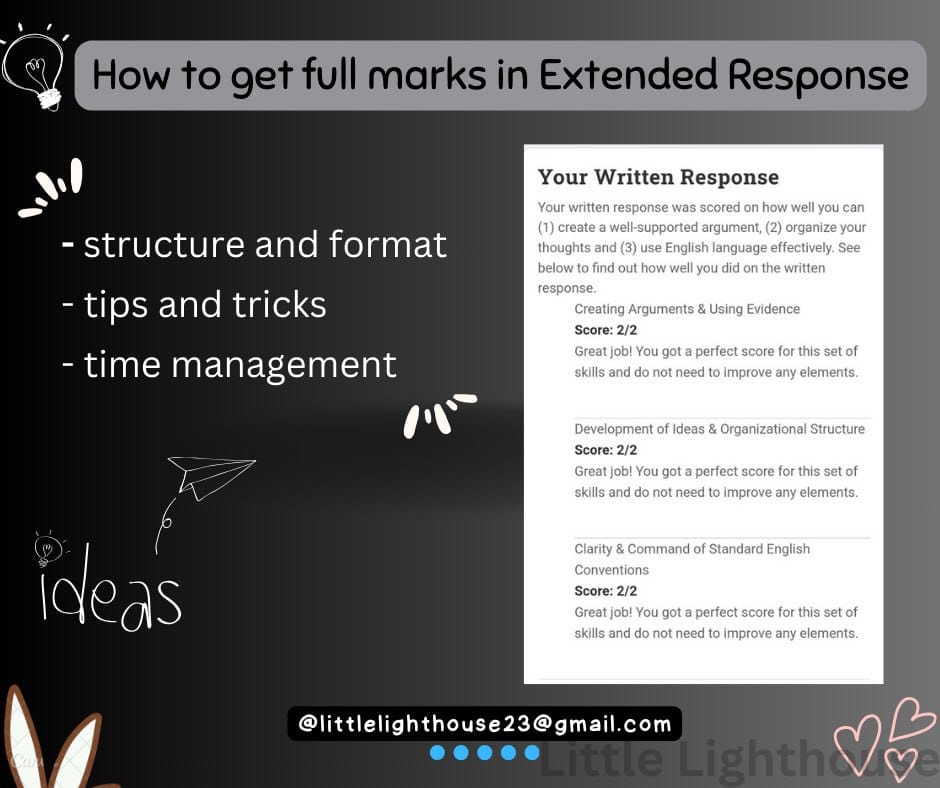 How to get full marks in Extended Response
- structure and format
- tips and tricks
- time management
ideas
Your Written Response
Your written response was scored on how well you can
(1) create a well-supported argument, (2) organize your
thoughts and (3) use English language effectively. See
below to find out how well you did on the written
response.
Creating Arguments & Using Evidence
Score: 2/2
Great job! You got a perfect score for this set of
skills and do not need to improve any elements.
Development of Ideas & Organizational Structure
Score: 2/2
Great job! You got a perfect score for this set of
skills and do not need to improve any elements.
Clarity & Command of Standard English
Conventions
Score: 2/2
Great job! You got a perfect score for this set of
skills and do not need to improve any elements.
@littlelighthouse23@gmail.com
Little Lighthouse